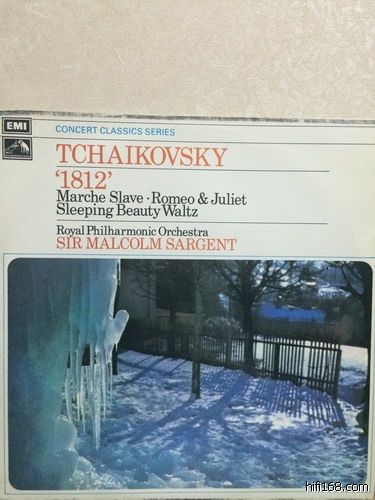 EMI
CONCERT CLASSICS SERIES
TCHAIKOVSKY
‘1812’
Marche Slave · Romeo & Juliet
Sleeping Beauty Waltz
Royal Philharmonic Orchestra
SIR MALCOLM SARGENT
hifi168.com